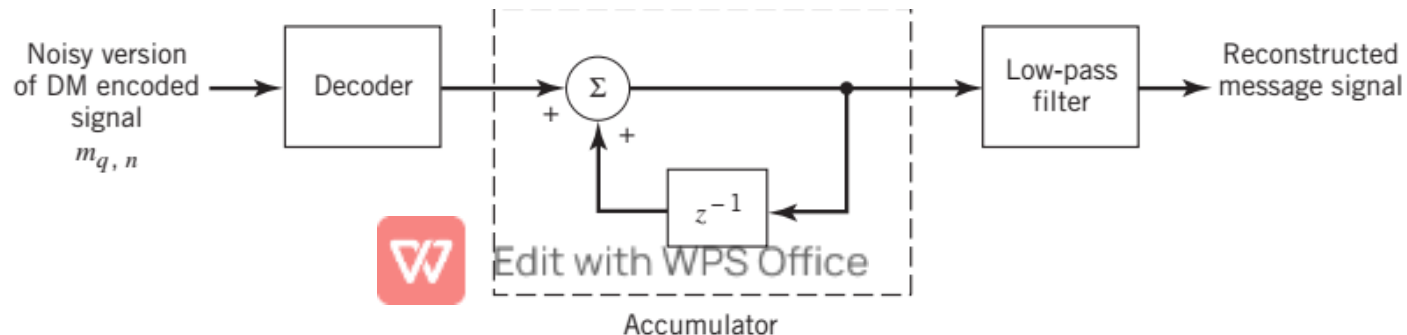 Noisy version
of DM encoded
signal
m_{q, n}
Decoder
+
Σ
+
z^{-1}
Low-pass
filter
Reconstructed
message signal
Edit with WPS Office
Accumulator